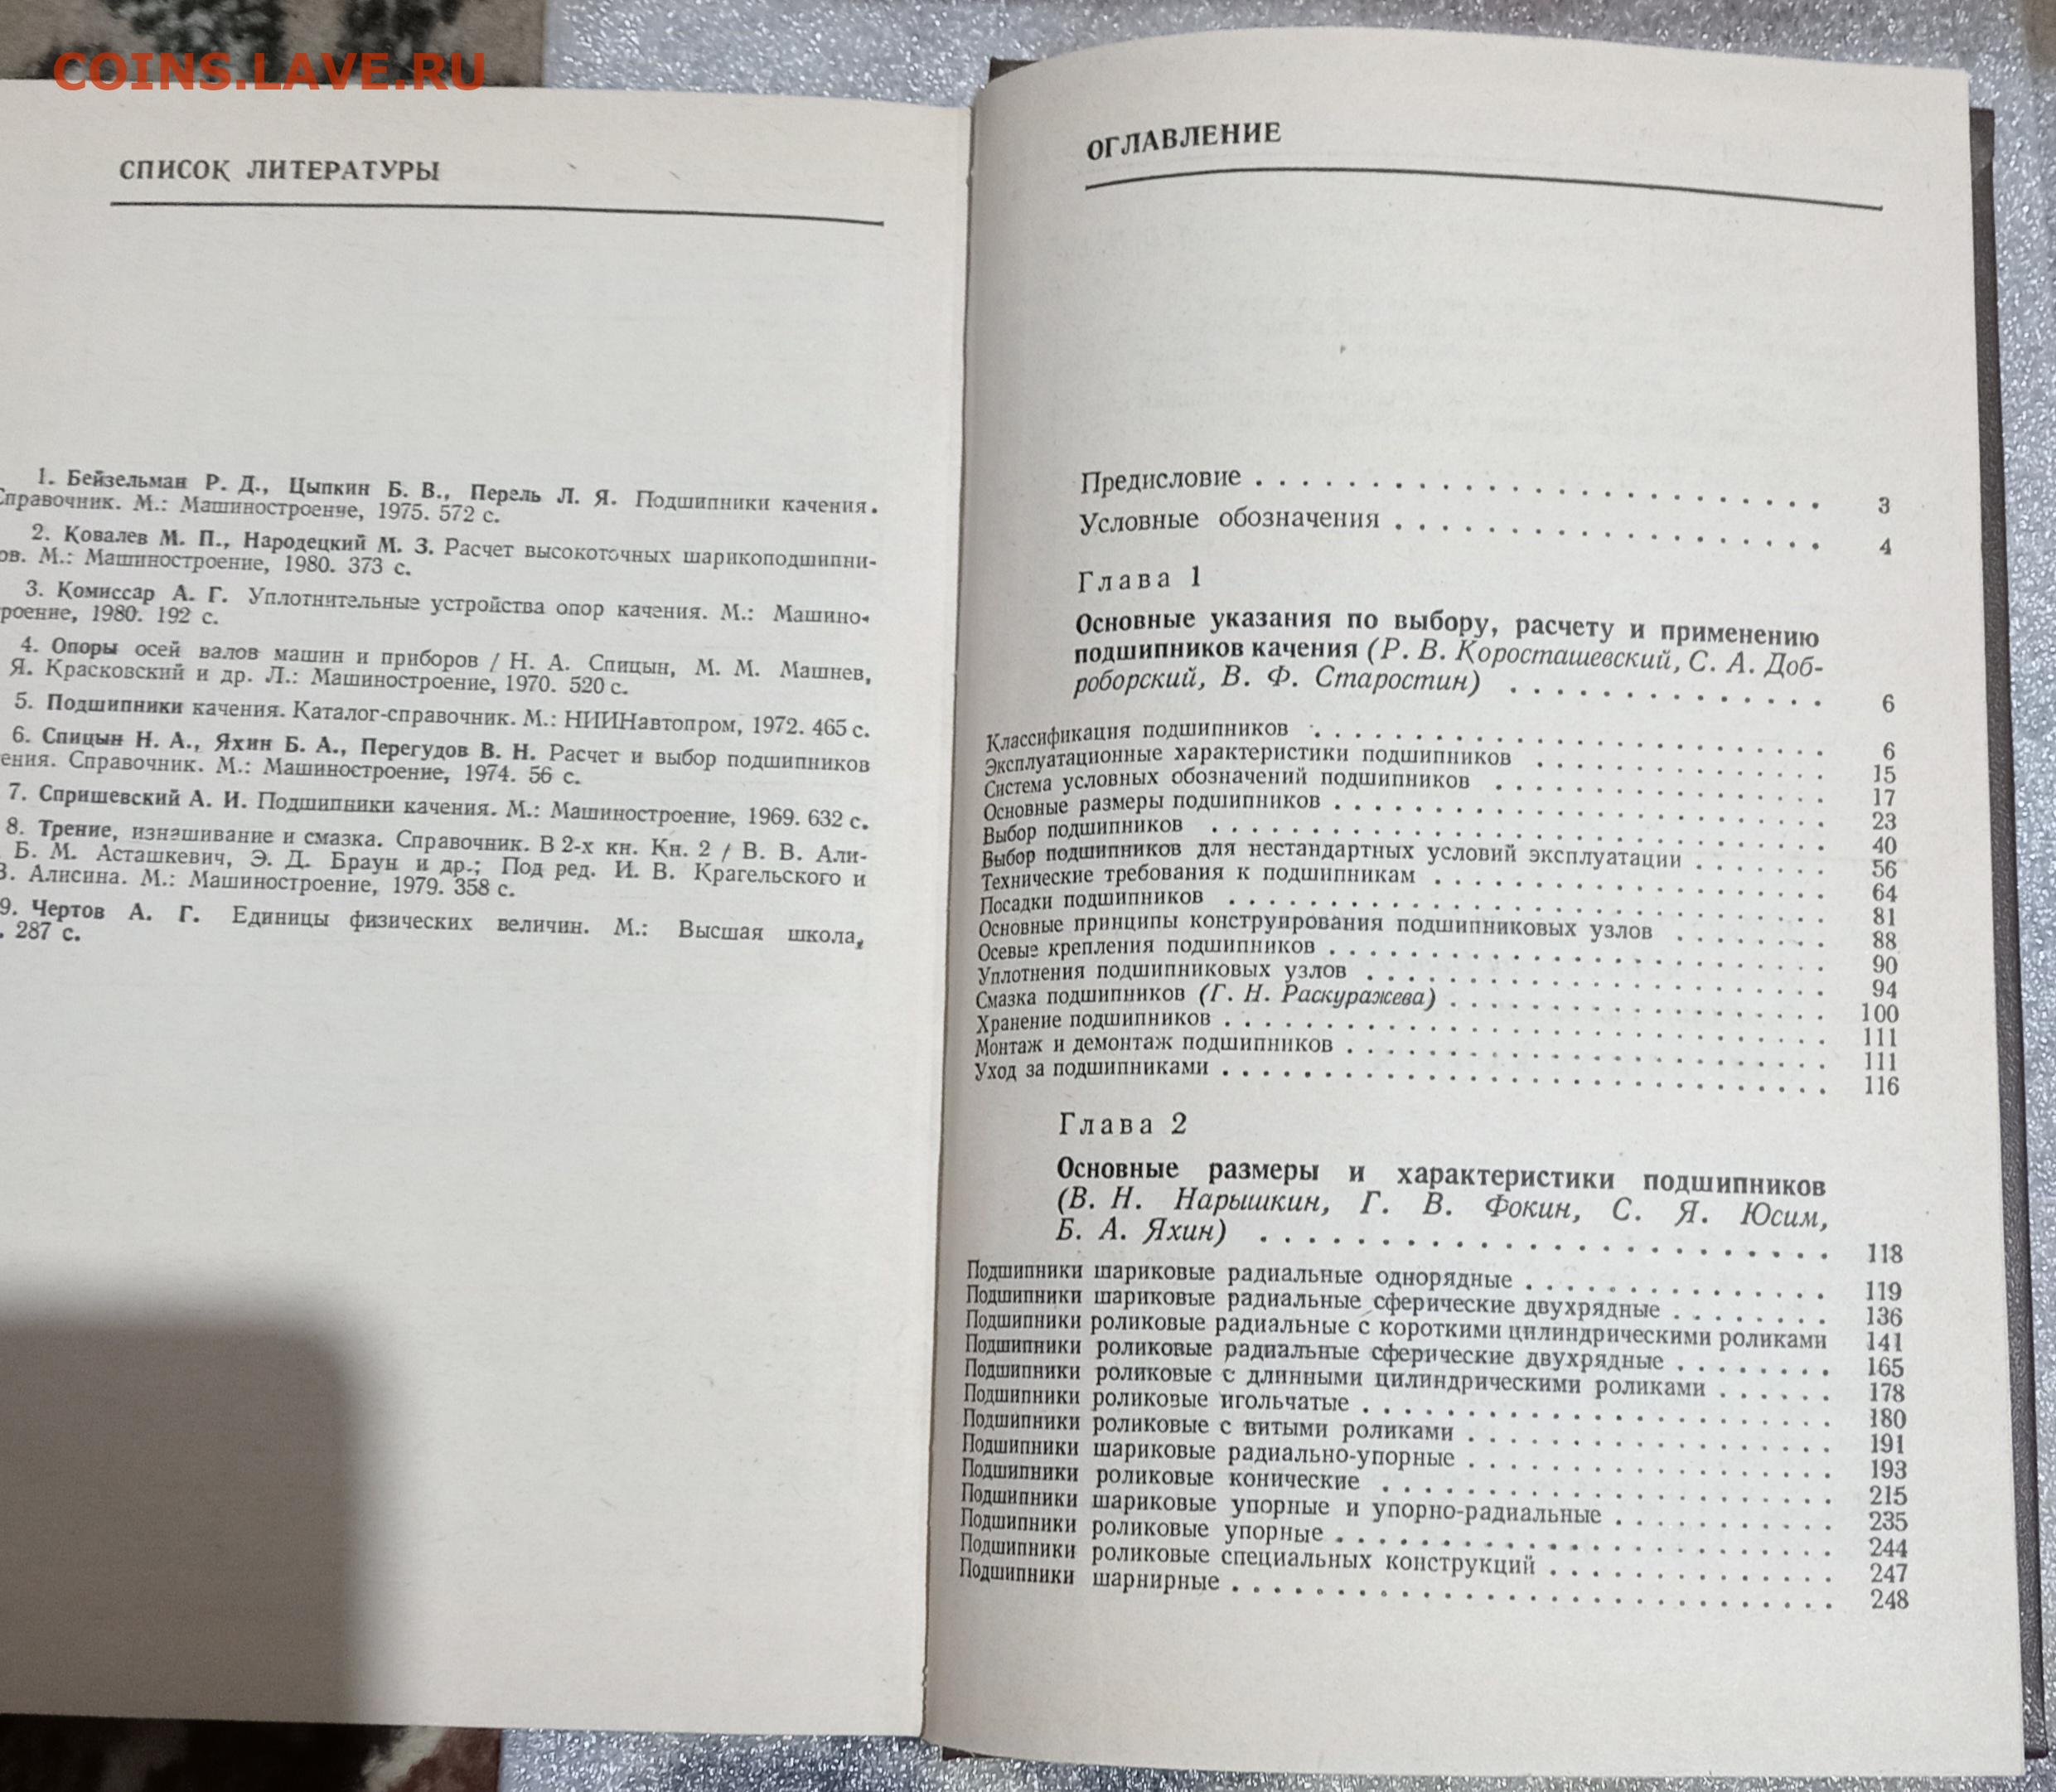 COINS.LAVE.RU
СПИСОК ЛИТЕРАТУРЫ
1. Бейзельман Р. Д., Цыпкин Б. В., Перель Л. Я. Подшипники качения.
Справочник. М.: Машиностроение, 1975. 572 с.
2. Ковалев М. П., Народецкий М. З. Расчет высокоточных шарикоподшипни-
ов. М.: Машиностроение, 1980. 373 с.
3. Комиссар А. Г. Уплотнительные устройства опор качения. М.: Машино-
роение, 1980. 192 с.
4. Опоры осей валов машин и приборов / Н. А. Спицын, М. М. Машнев,
Я. Красковский и др. Л.: Машиностроение, 1970. 520 с.
5. Подшипники качения. Каталог-справочник. М.: НИИНавтопром, 1972. 465 с.
6. Спицын Н. А., Яхин Б. А., Перегудов В. Н. Расчет и выбор подшипников
ения. Справочник. М.: Машиностроение, 1974. 56 с.
7. Спришевский А. И. Подшипники качения. М.: Машиностроение, 1969. 632 с.
8. Трение, изнашивание и смазка. Справочник. В 2-х кн. Кн. 2 / В. В. Али-
Б. М. Асташкевич, Э. Д. Браун и др.; Под ред. И. В. Крагельского и
В. Алисина. М.: Машиностроение, 1979. 358 с.
9. Чертов А. Г. Единицы физических величин. М.: Высшая школа,
. 287 с.
ОГЛАВЛЕНИЕ
Предисловие . . . . . . . . . . 3
Условные обозначения . . . . . . . . . . 4
Глава 1
Основные указания по выбору, расчету и применению
подшипников качения (Р. В. Коросташевский, С. А. Доб-
роборский, В. Ф. Старостин) . . . . . . . . . . 6
Классификация подшипников . . . . . . . . . . 6
Эксплуатационные характеристики подшипников . . . . . . . . . . 15
Система условных обозначений подшипников . . . . . . . . . . 17
Основные размеры подшипников . . . . . . . . . . 23
Выбор подшипников . . . . . . . . . . 40
Выбор подшипников для нестандартных условий эксплуатации . . . . . . 56
Технические требования к подшипникам . . . . . . . . . . 64
Посадки подшипников . . . . . . . . . . 81
Основные принципы конструирования подшипниковых узлов . . . . . . . 88
Осевые крепления подшипников . . . . . . . . . . 90
Уплотнения подшипниковых узлов . . . . . . . . . . 94
Смазка подшипников (Г. Н. Раскуражева) . . . . . . . . . . 100
Хранение подшипников . . . . . . . . . . 111
Монтаж и демонтаж подшипников . . . . . . . . . . 111
Уход за подшипниками . . . . . . . . . . 116
Глава 2
Основные размеры и характеристики подшипников
(В. Н. Нарышкин, Г. В. Фокин, С. Я. Юсим,
Б. А. Яхин) . . . . . . . . . . 118
Подшипники шариковые радиальные однорядные . . . . . . . . . . 119
Подшипники шариковые радиальные сферические двухрядные . . . . . . . 136
Подшипники роликовые радиальные с короткими цилиндрическими роликами 141
Подшипники роликовые радиальные сферические двухрядные . . . . . . . 165
Подшипники роликовые с длинными цилиндрическими роликами . . . . . . 178
Подшипники роликовые игольчатые . . . . . . . . . . 180
Подшипники роликовые с витыми роликами . . . . . . . . . . 191
Подшипники шариковые радиально-упорные . . . . . . . . . . 193
Подшипники роликовые конические . . . . . . . . . . 215
Подшипники шариковые упорные и упорно-радиальные . . . . . . . . . . 235
Подшипники роликовые упорные . . . . . . . . . . 244
Подшипники роликовые специальных конструкций . . . . . . . . . . 247
Подшипники шарнирные . . . . . . . . . . 248